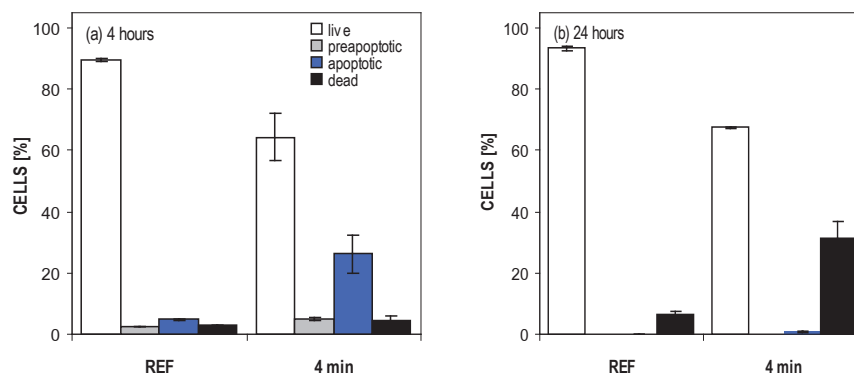 (a) 4 hours
live
preapoptotic
apoptotic
dead
100
80
60
40
20
0
CELLS [%]
REF
4 min
(b) 24 hours
100
80
60
40
20
0
CELLS [%]
REF
4 min